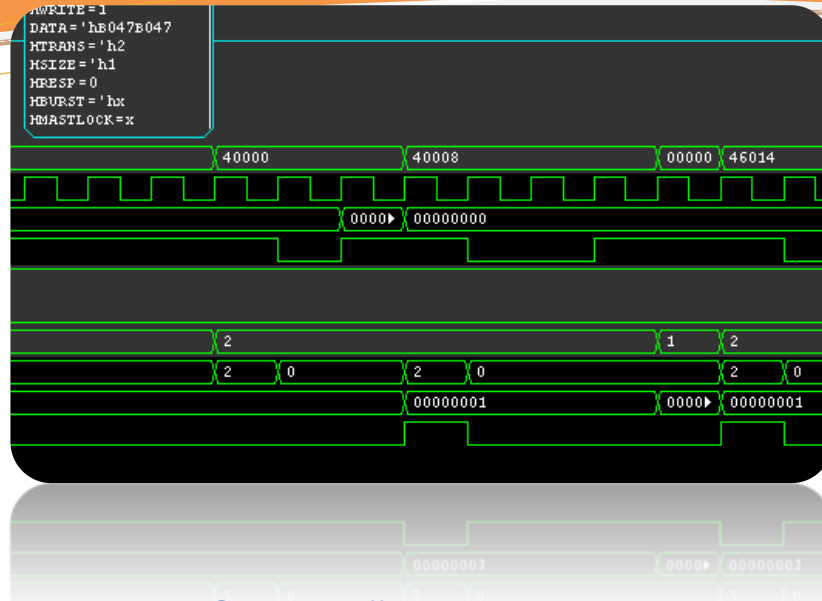 HWRITE=1
DATA='hB047B047
HTRANS='h2
HSIZE='h1
HRESP=0
HBURST='hx
HMASTLOCK=x
40000 40008 00000 46014
0000 00000000
2 1 2
2 0 2 0 2 0
00000001 0000 00000001